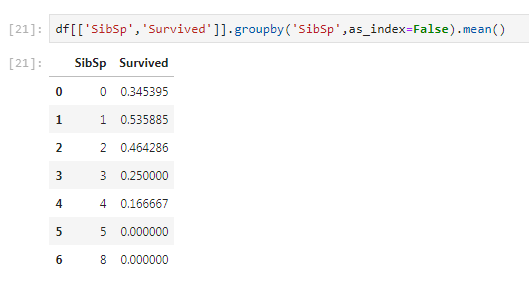 [21]: df[['SibSp','Survived']].groupby('SibSp',as_index=False).mean()
[21]:
SibSp Survived
0 0 0.345395
1 1 0.535885
2 2 0.464286
3 3 0.250000
4 4 0.166667
5 5 0.000000
6 8 0.000000